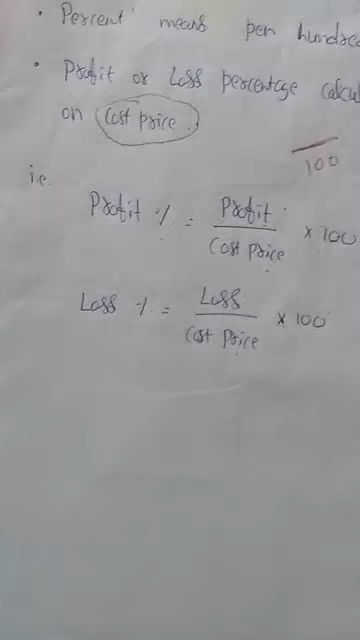 • Percent means per hundred
• Profit or Loss percentage calcul
on Cost price.
100
i.e.
Profit % = Profit / Cost Price × 100
Loss % = Loss / Cost Price × 100